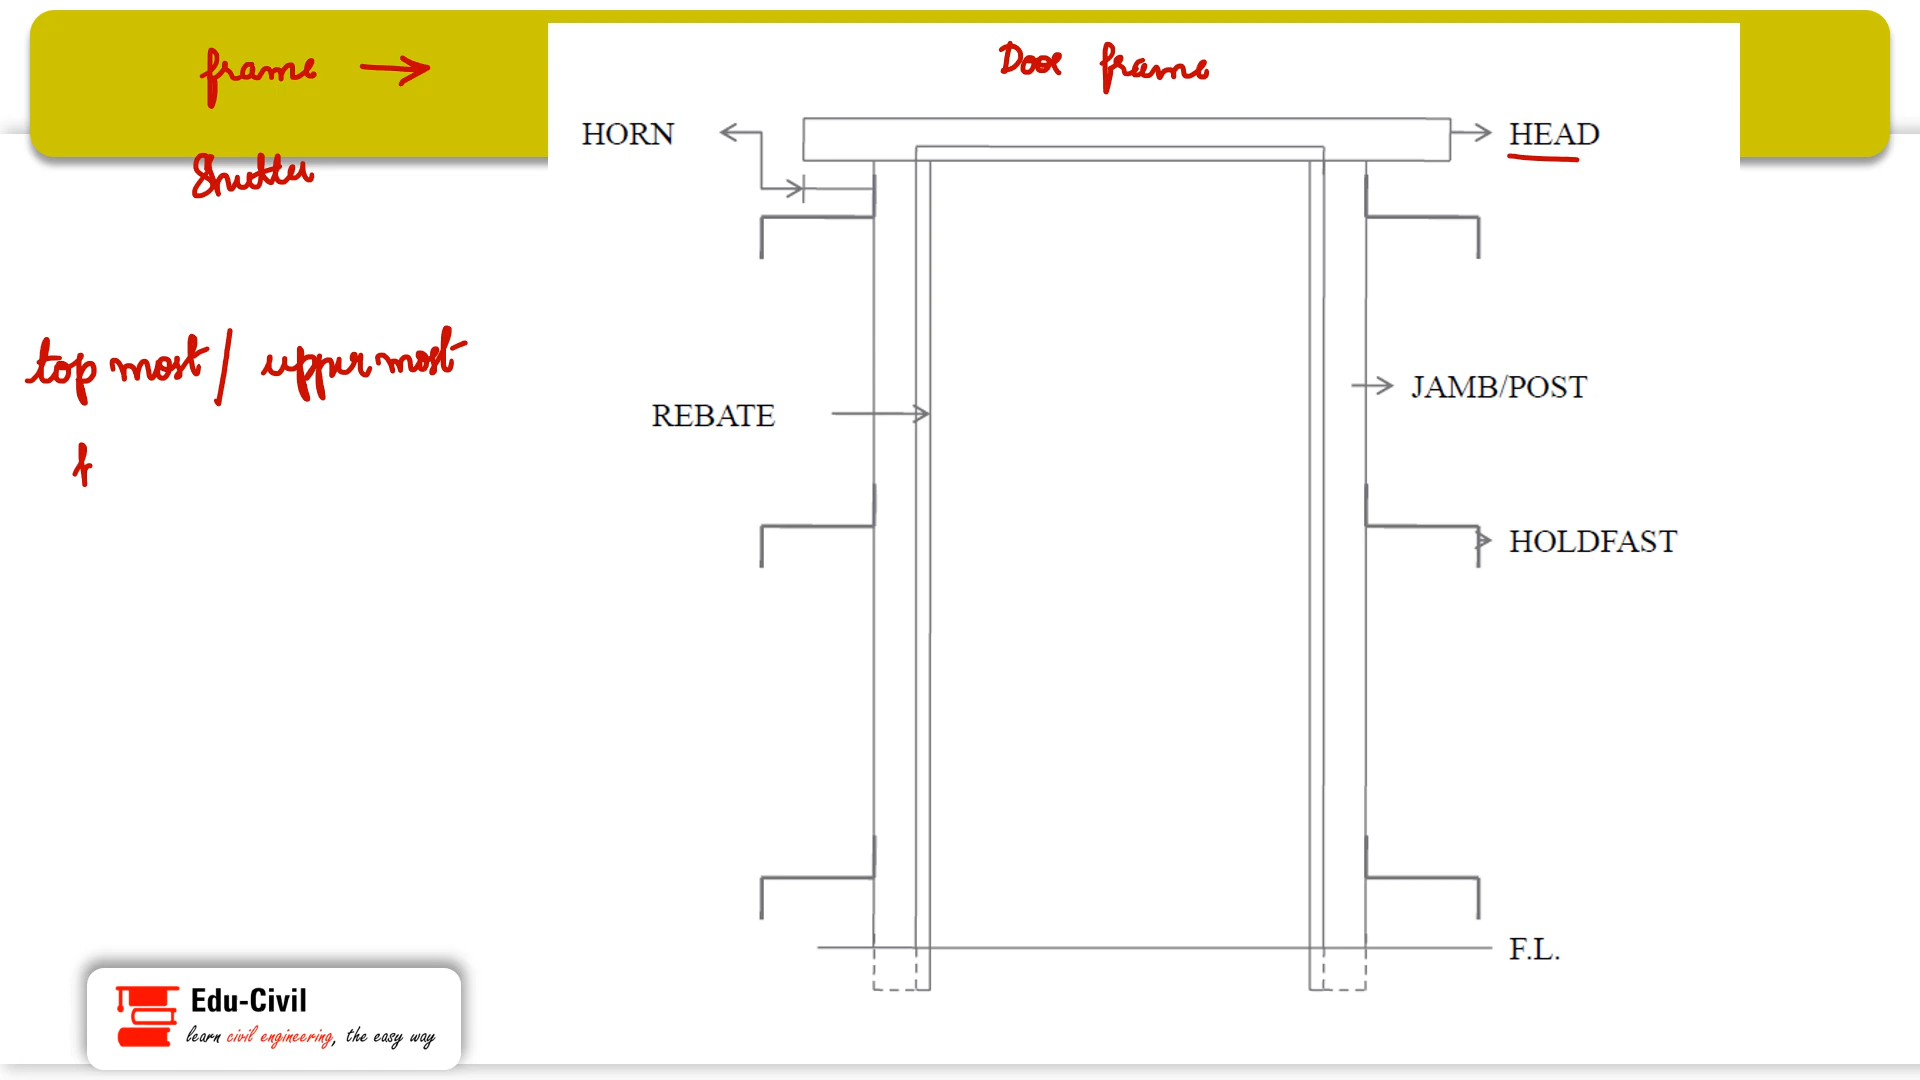 frame →
Door frame
HORN
HEAD
Shutter
top most / uppermost
REBATE
JAMB/POST
HOLDFAST
F.L.
Edu-Civil
learn civil engineering, the easy way